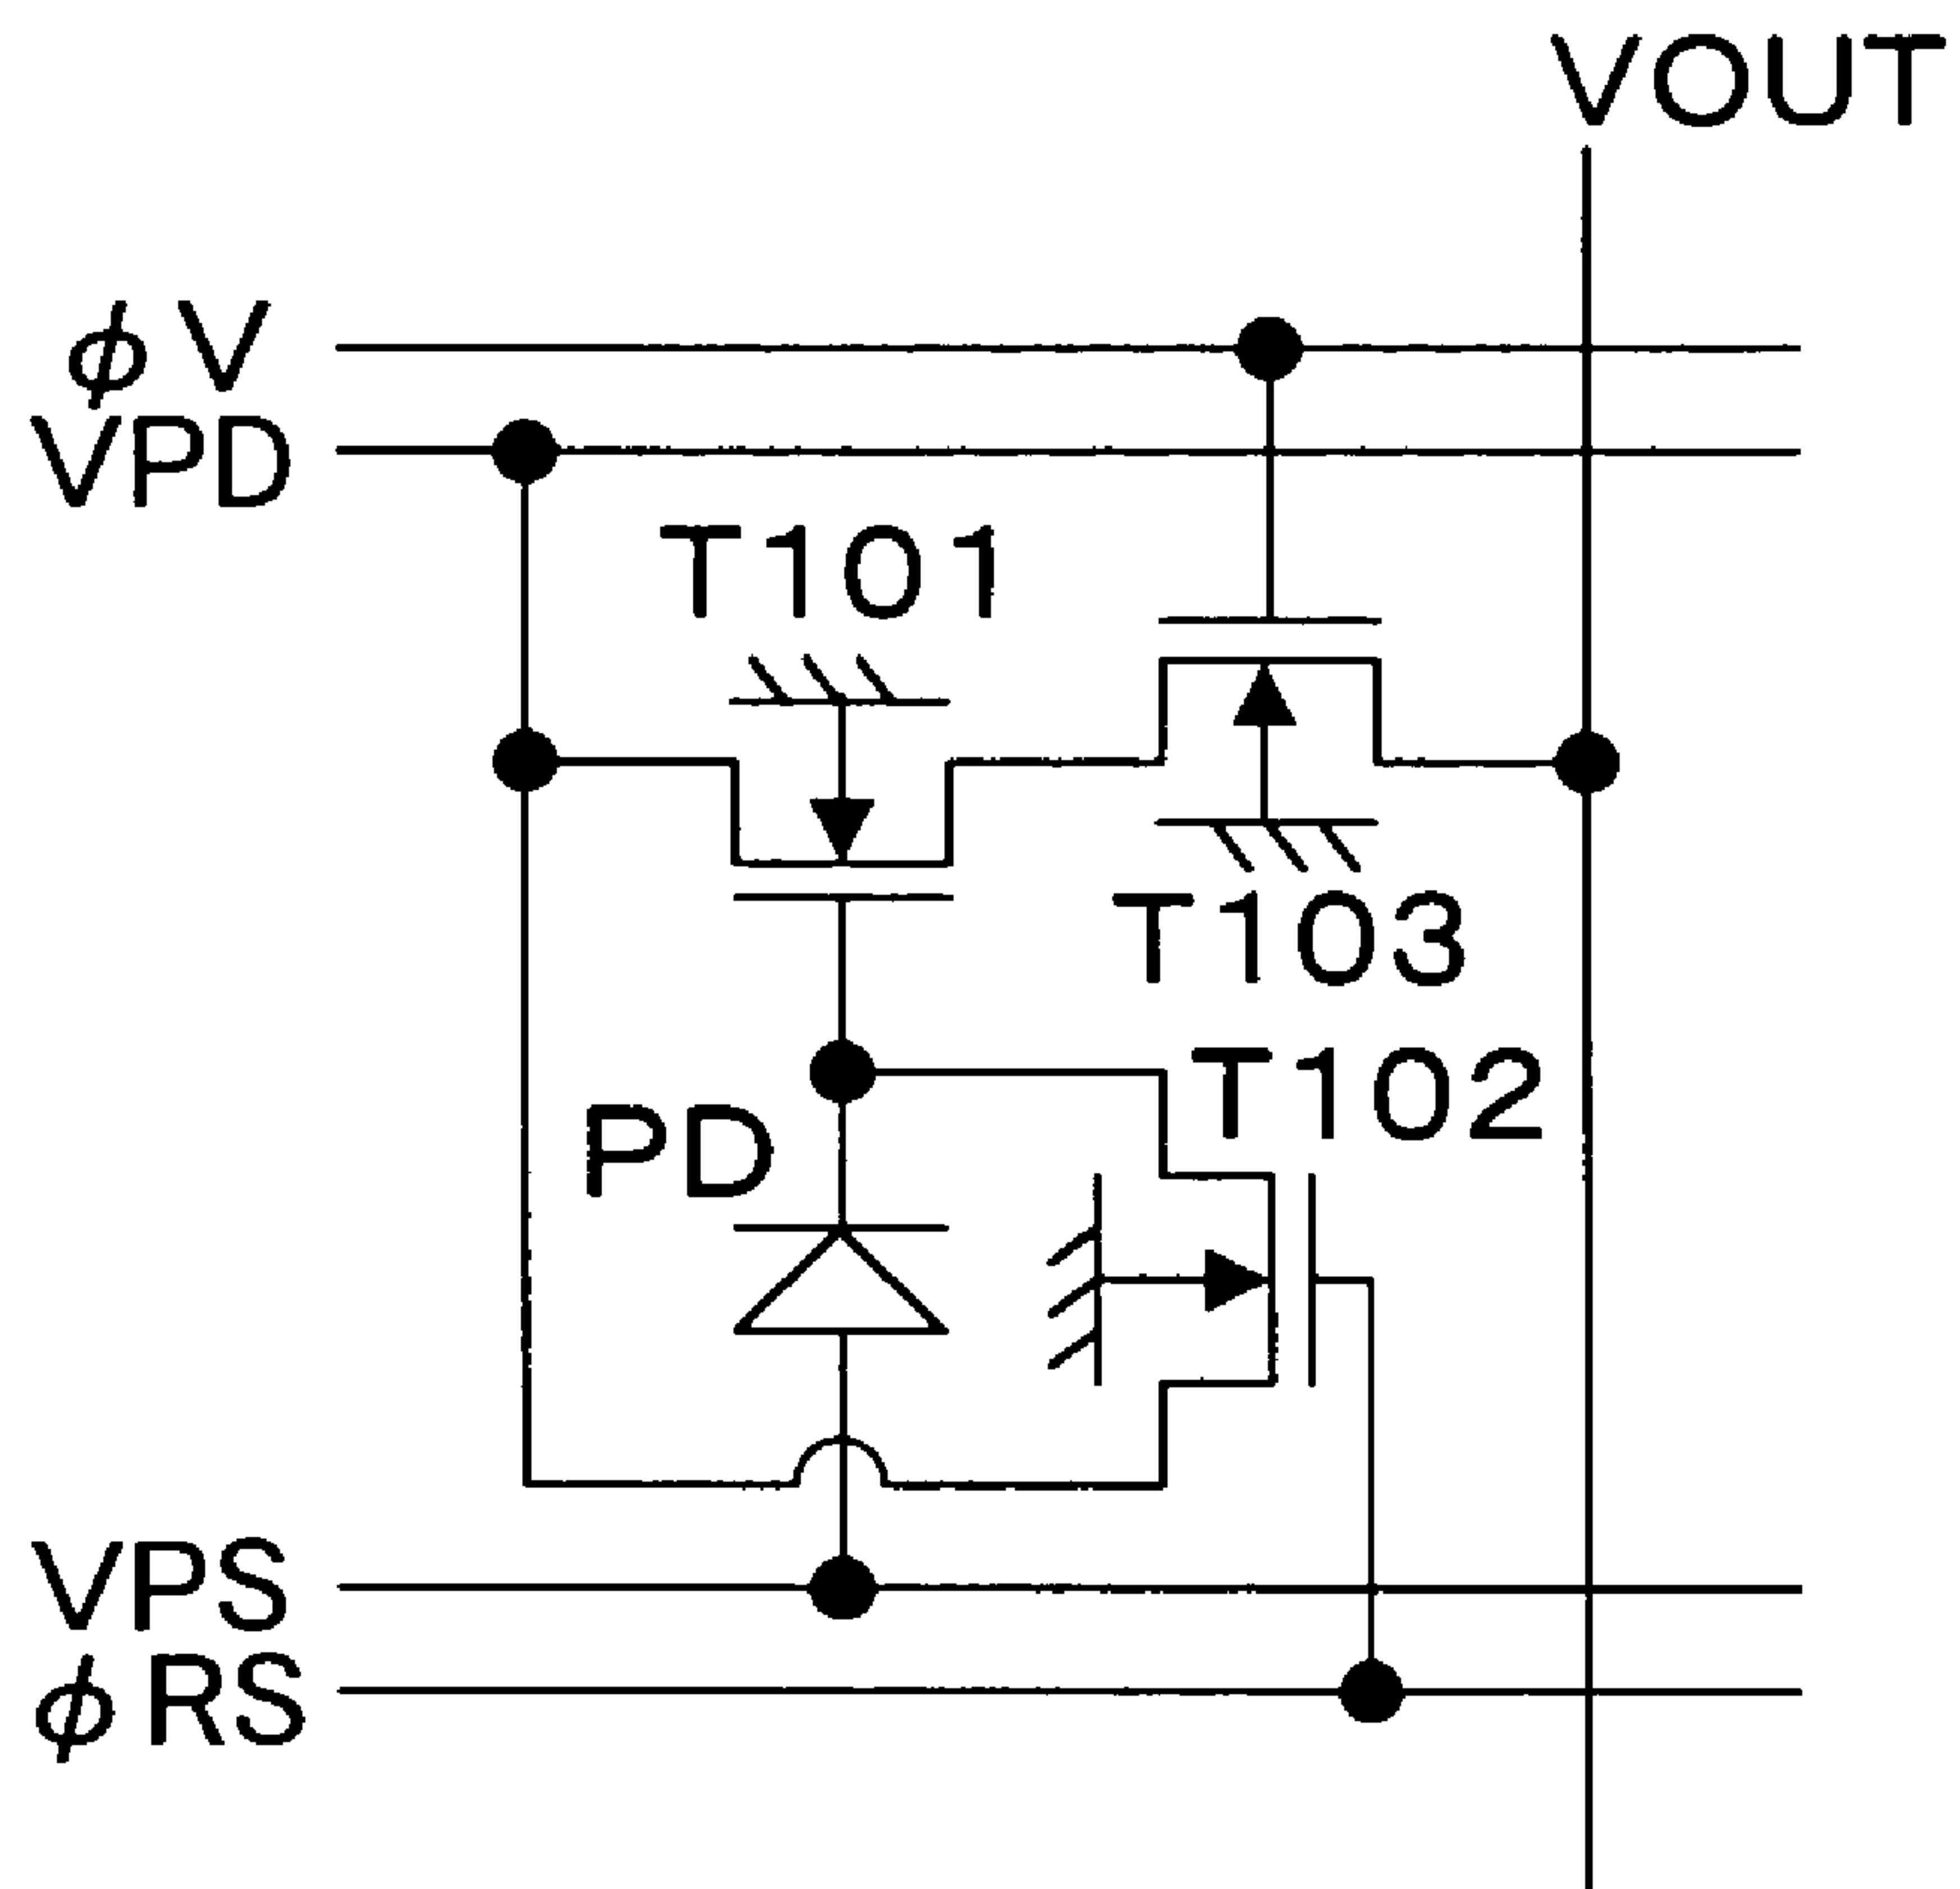 VOUT
ϕV
VPD
T101
T103
T102
PD
VPS
ϕRS